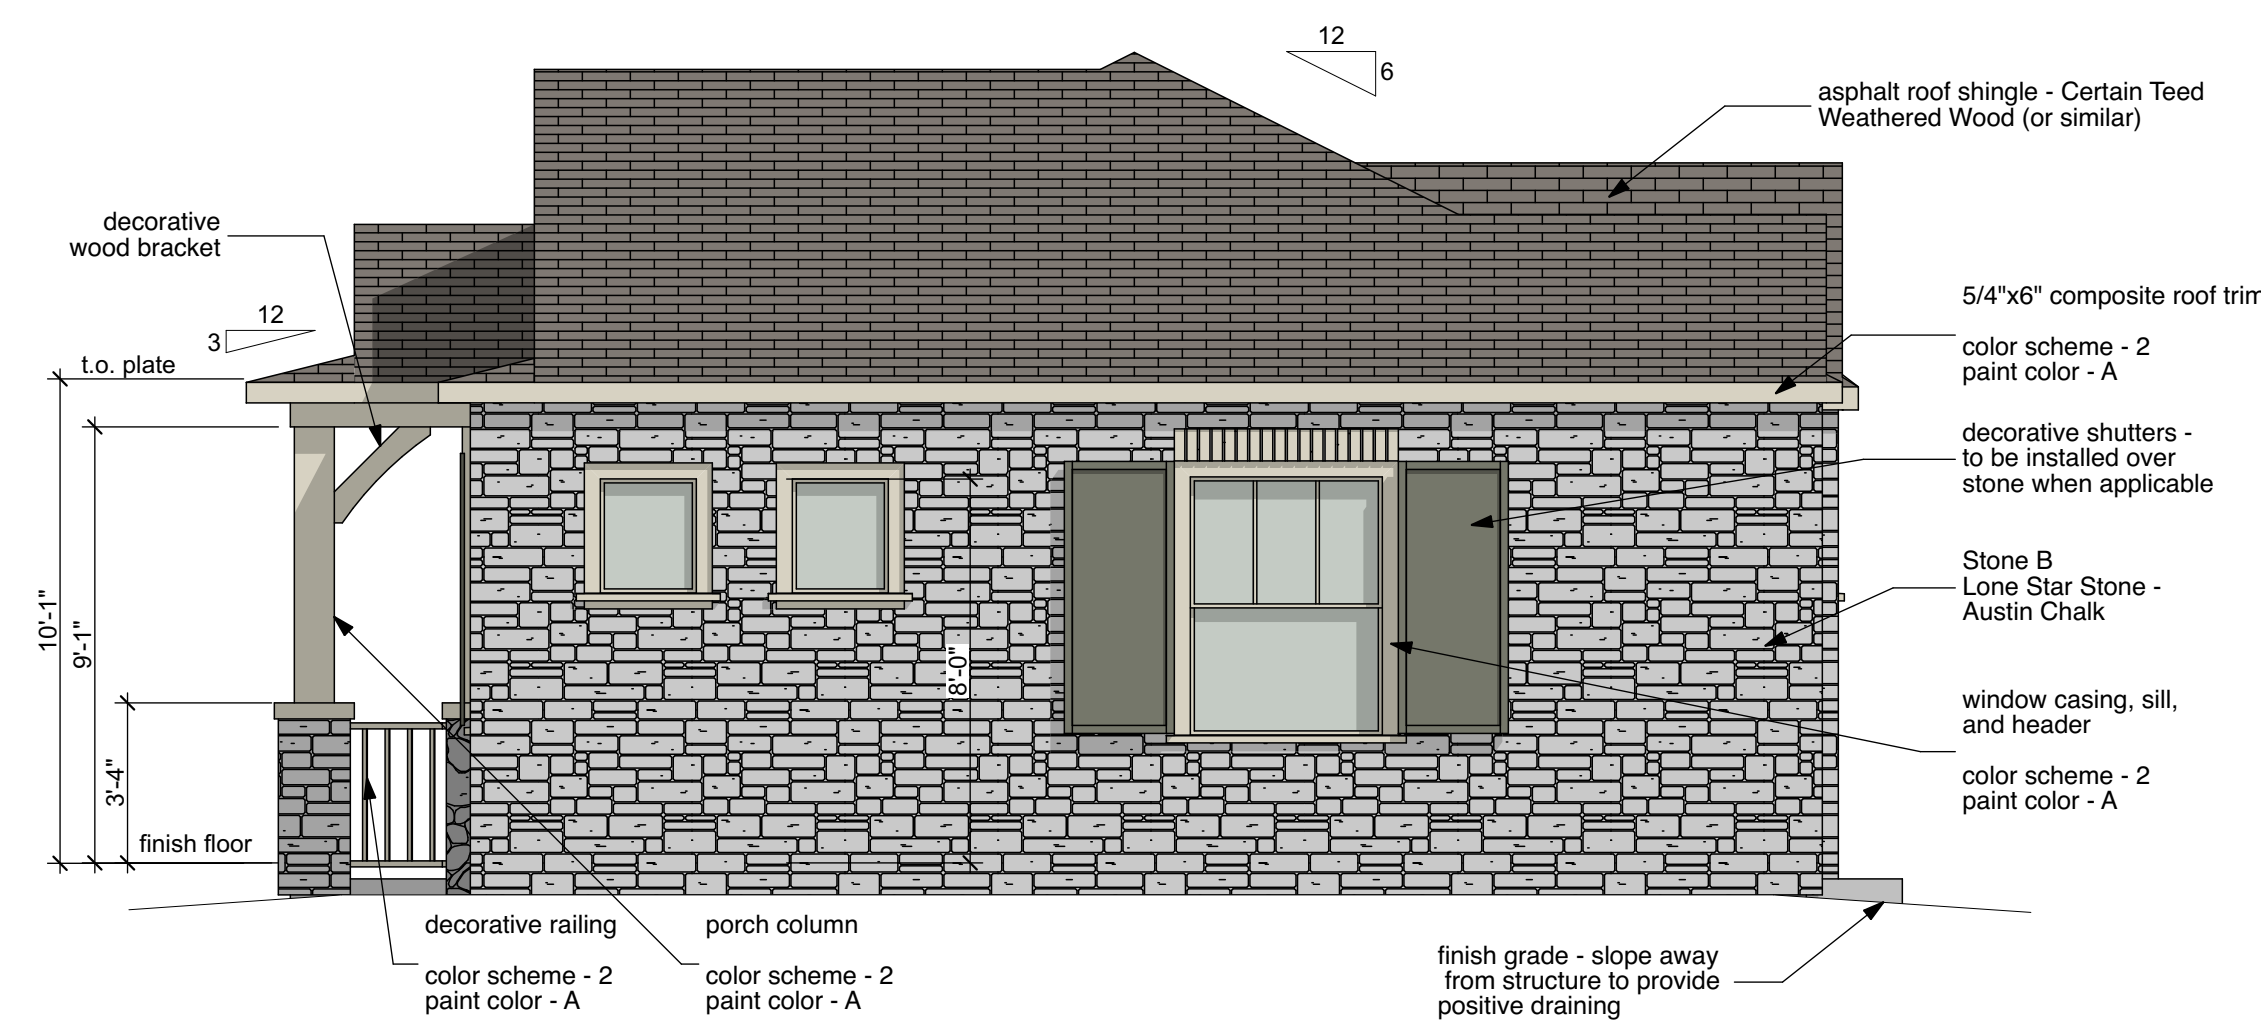 12
6
asphalt roof shingle - Certain Teed
Weathered Wood (or similar)
decorative
wood bracket
12
3
t.o. plate
5/4"x6" composite roof trim
color scheme - 2
paint color - A
decorative shutters -
to be installed over
stone when applicable
Stone B
Lone Star Stone -
Austin Chalk
10'-1"
9'-1"
8'-0"
3'-4"
window casing, sill,
and header
color scheme - 2
paint color - A
finish floor
decorative railing
color scheme - 2
paint color - A
porch column
color scheme - 2
paint color - A
finish grade - slope away
from structure to provide
positive draining